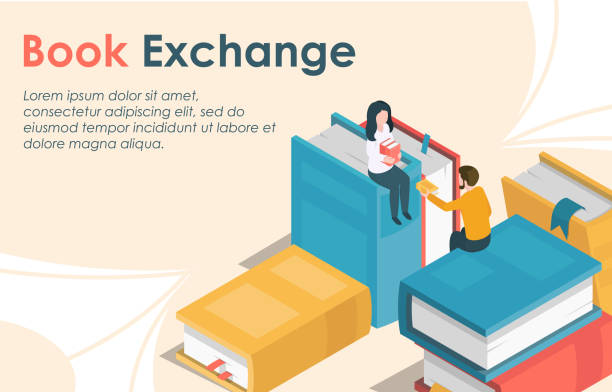 Book Exchange
Lorem ipsum dolor sit amet,
consectetur adipiscing elit, sed do
eiusmod tempor incididunt ut labore et
dolore magna aliqua.